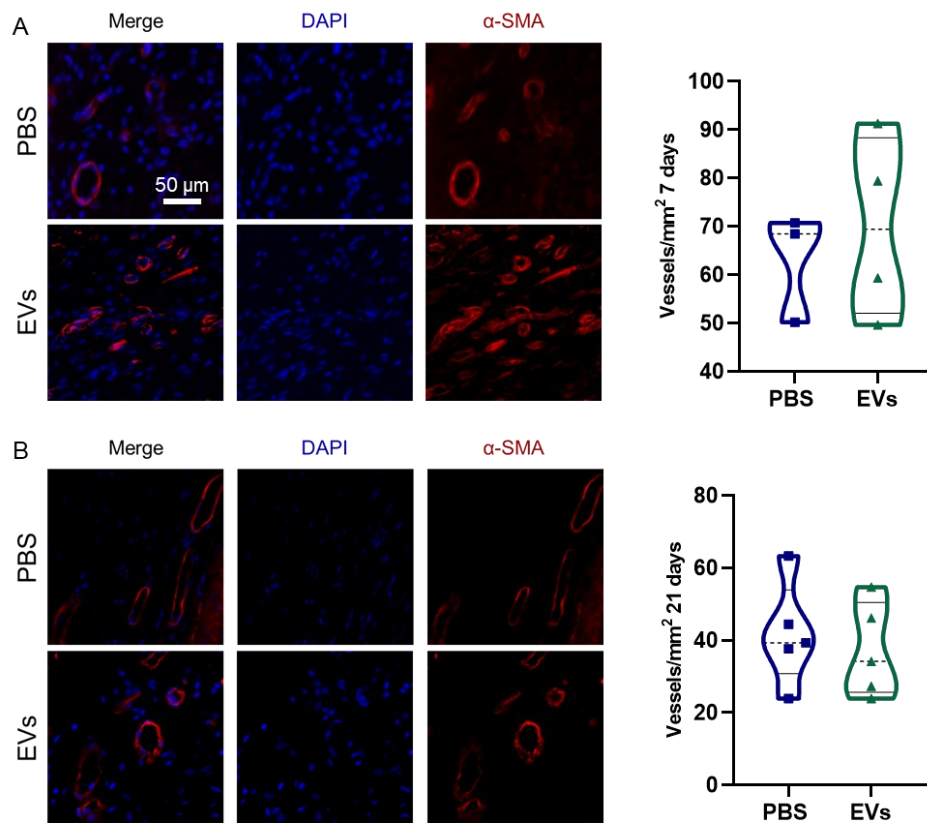 A
Merge
DAPI
α-SMA
PBS
50 µm
EVs
Vessels/mm² 7 days
100
90
80
70
60
50
40
PBS
EVs
B
Merge
DAPI
α-SMA
PBS
EVs
Vessels/mm² 21 days
80
60
40
20
0
PBS
EVs